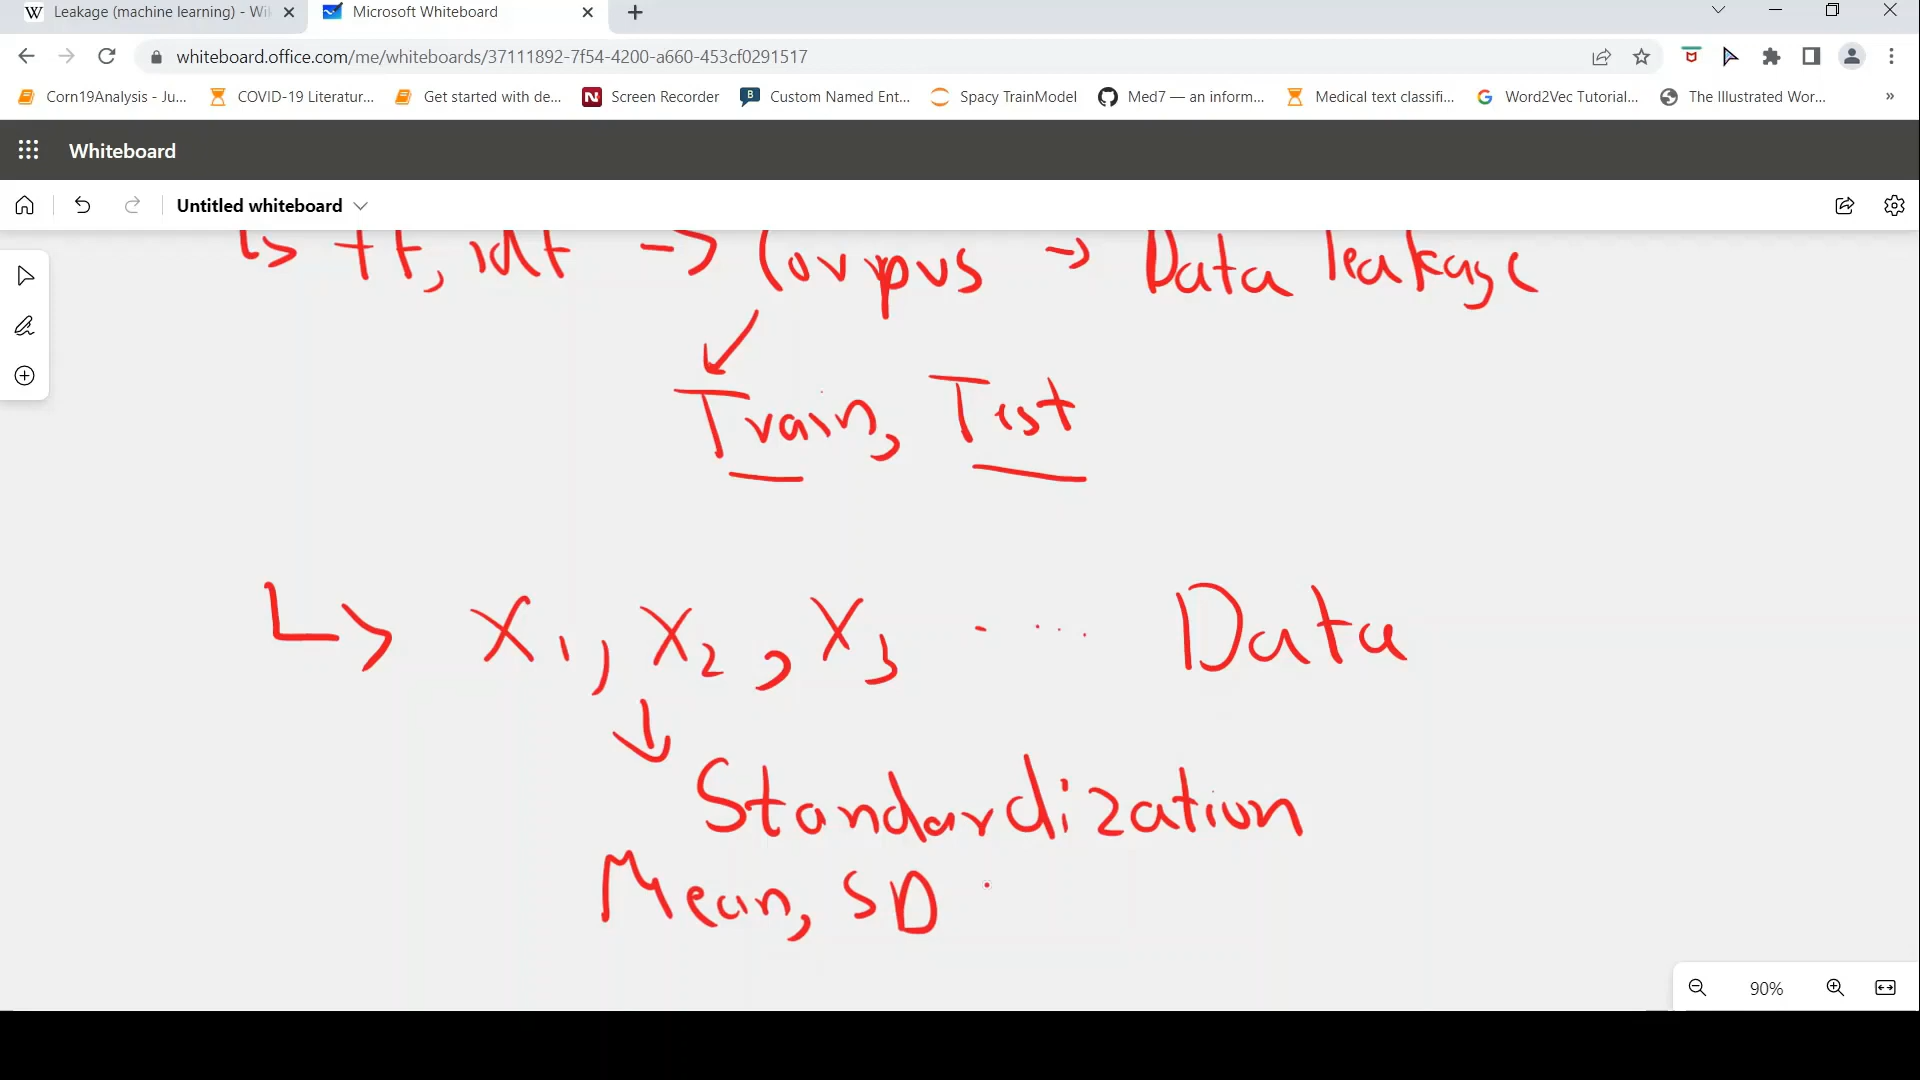 Leakage (machine learning) - Wi
Microsoft Whiteboard
whiteboard.office.com/me/whiteboards/37111892-7f54-4200-a660-453cf0291517
Corn19Analysis - Ju...
COVID-19 Literatur...
Get started with de...
Screen Recorder
Custom Named Ent...
Spacy TrainModel
Med7 — an inform...
Medical text classifi...
Word2Vec Tutorial...
The Illustrated Wor...
»
Whiteboard
Untitled whiteboard
↳ tf, idf → Corpus → Data leakage
Train, Test
↳ X1, X2, X3 - ... Data
Standardization
Mean, SD
90%